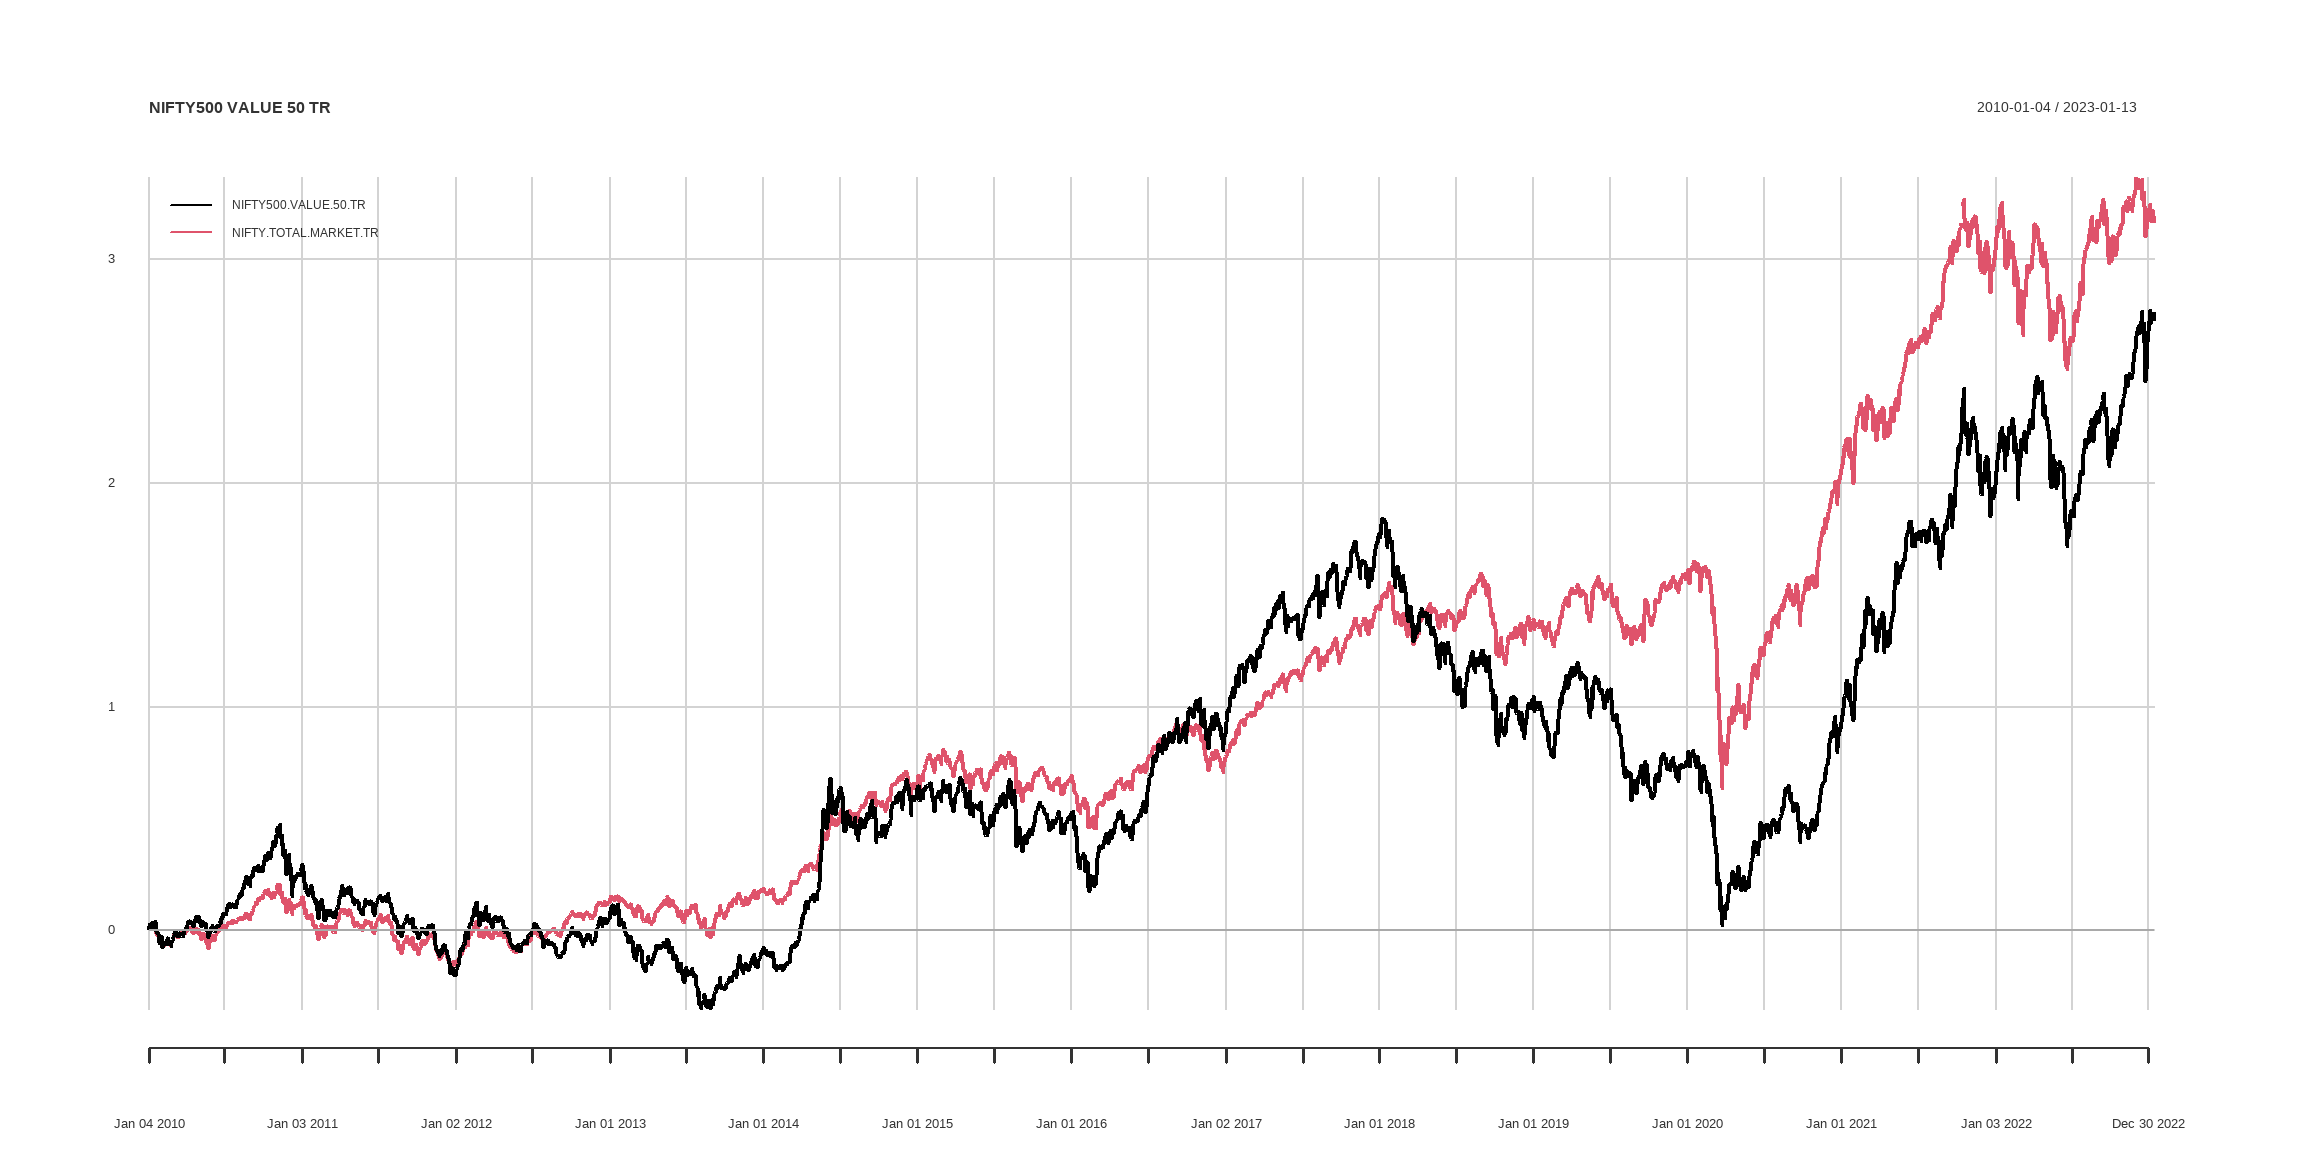 NIFTY500 VALUE 50 TR
2010-01-04 / 2023-01-13
NIFTY500.VALUE.50.TR
NIFTY.TOTAL.MARKET.TR
3
2
1
0
Jan 04 2010
Jan 03 2011
Jan 02 2012
Jan 01 2013
Jan 01 2014
Jan 01 2015
Jan 01 2016
Jan 02 2017
Jan 01 2018
Jan 01 2019
Jan 01 2020
Jan 01 2021
Jan 03 2022
Dec 30 2022